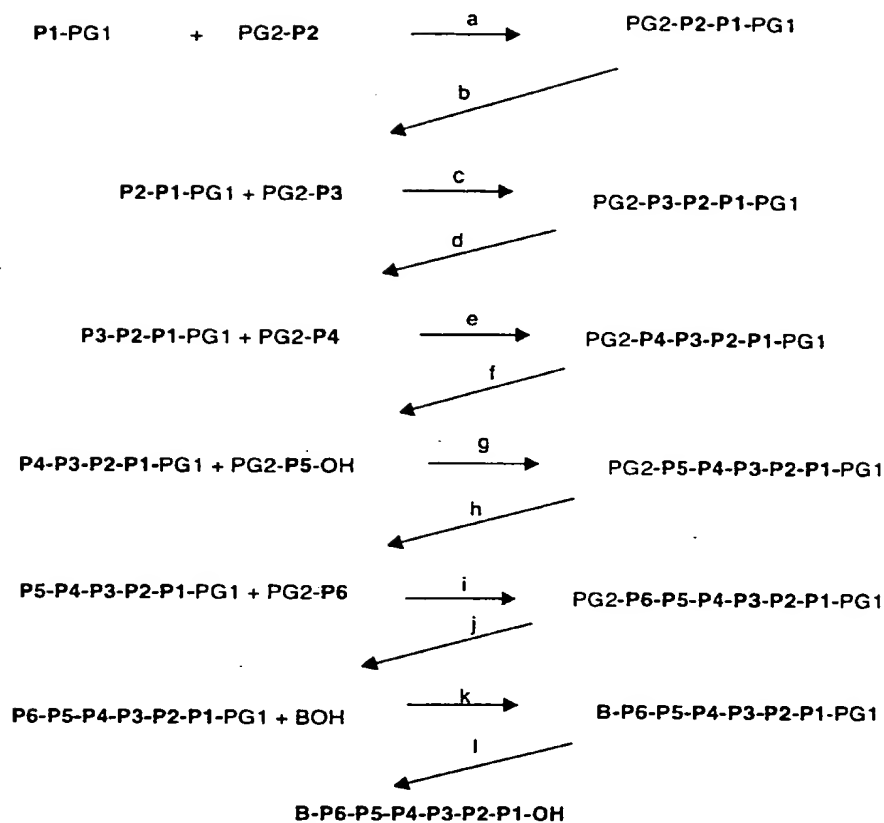 P1-PG1 + PG2-P2 a PG2-P2-P1-PG1
b
P2-P1-PG1 + PG2-P3 c PG2-P3-P2-P1-PG1
d
P3-P2-P1-PG1 + PG2-P4 e PG2-P4-P3-P2-P1-PG1
f
P4-P3-P2-P1-PG1 + PG2-P5-OH g PG2-P5-P4-P3-P2-P1-PG1
h
P5-P4-P3-P2-P1-PG1 + PG2-P6 i PG2-P6-P5-P4-P3-P2-P1-PG1
j
P6-P5-P4-P3-P2-P1-PG1 + BOH k B-P6-P5-P4-P3-P2-P1-PG1
l
B-P6-P5-P4-P3-P2-P1-OH